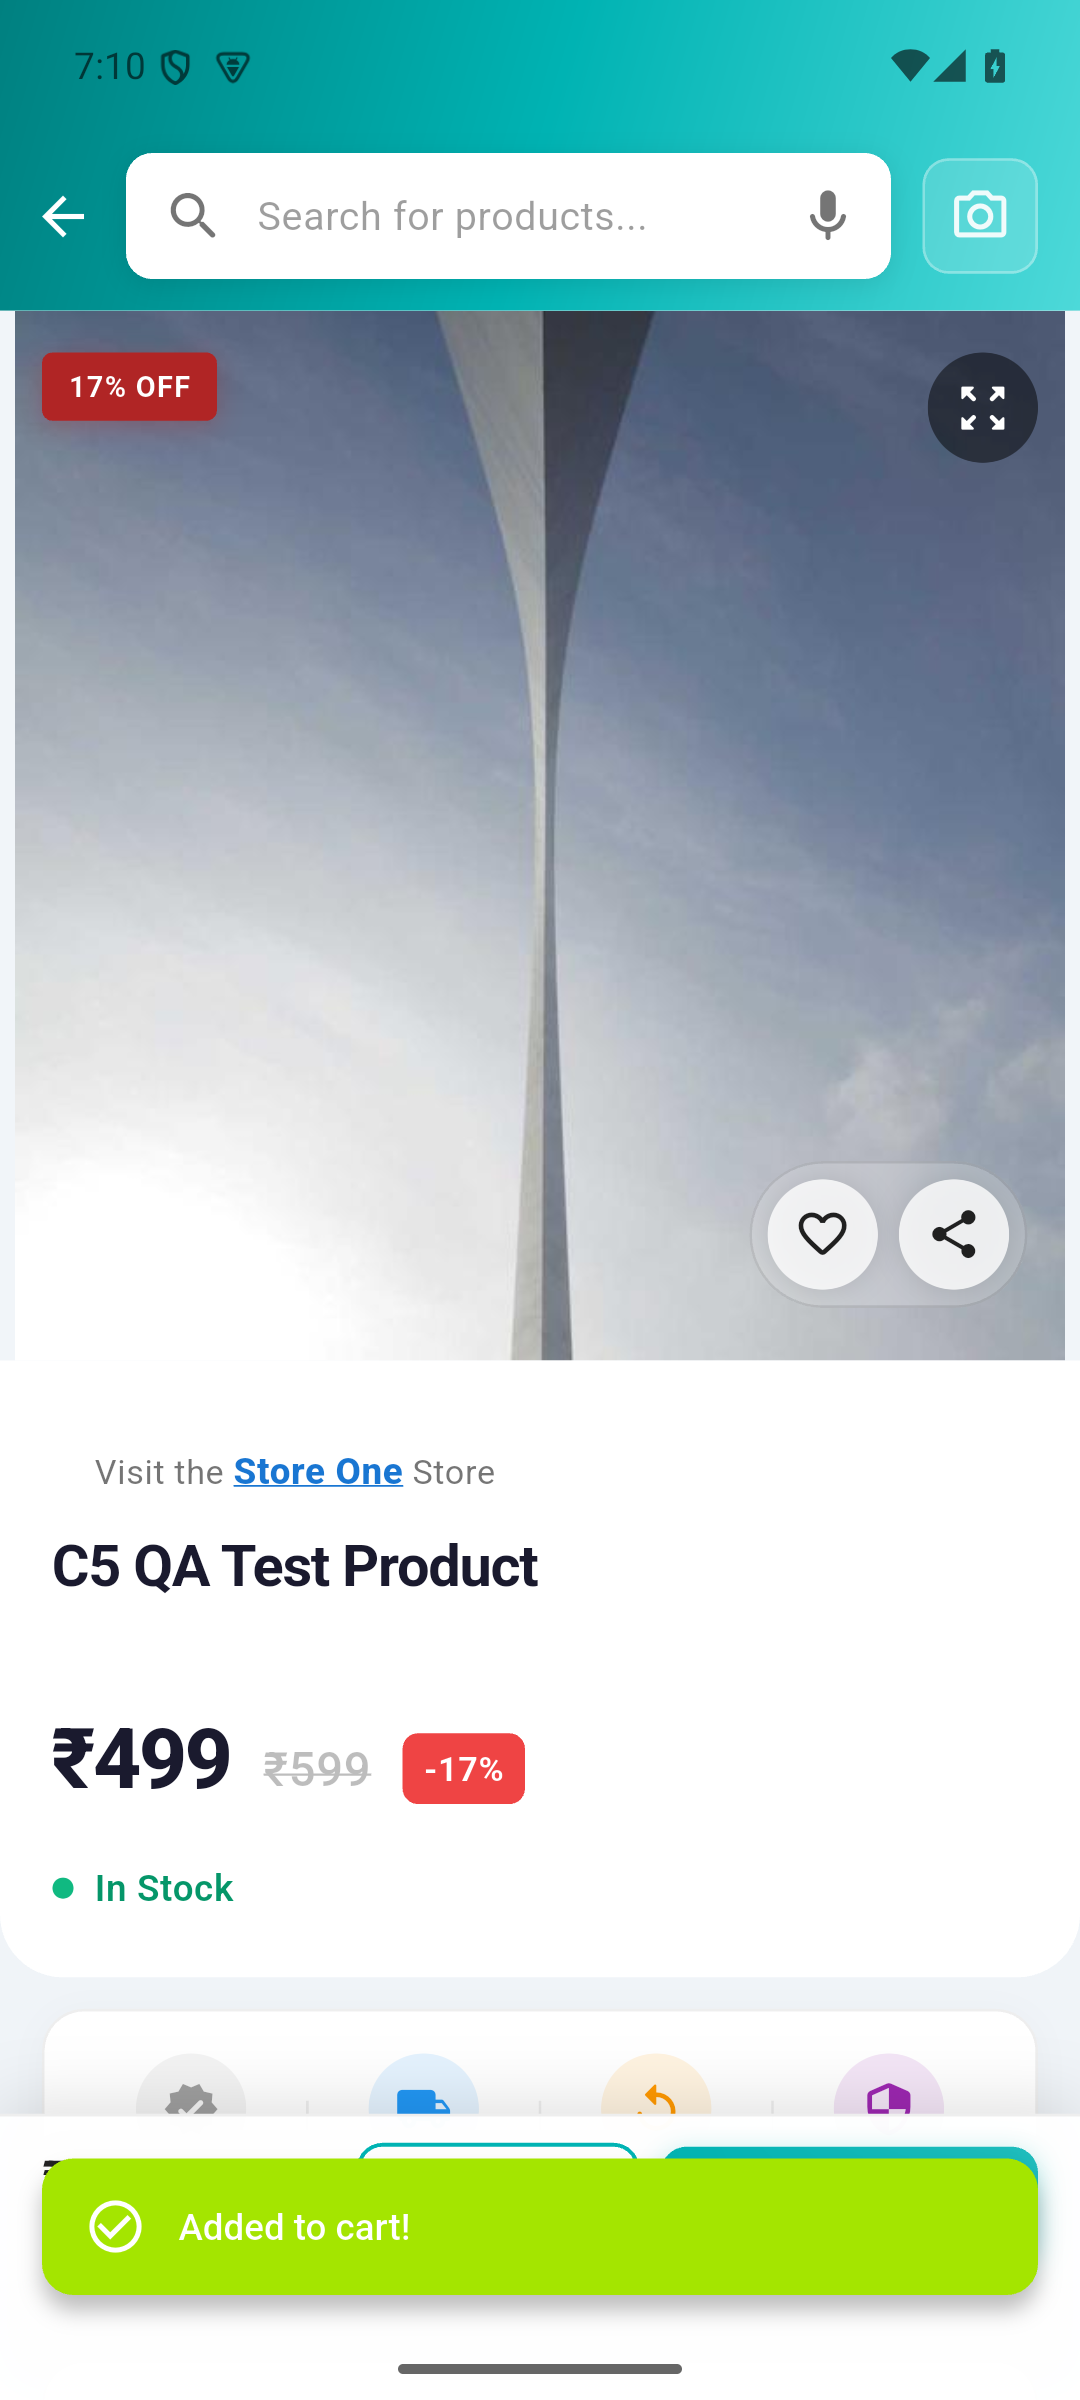 7:10
Search for products...
17% OFF
Visit the Store One Store
C5 QA Test Product
₹499 ₹599 -17%
In Stock
Added to cart!